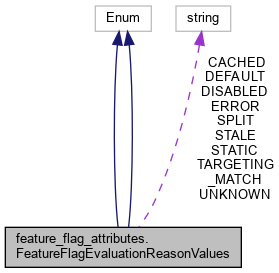 Enum
string
CACHED
DEFAULT
DISABLED
ERROR
SPLIT
STALE
STATIC
TARGETING
_MATCH
UNKNOWN
feature_flag_attributes.
FeatureFlagEvaluationReasonValues